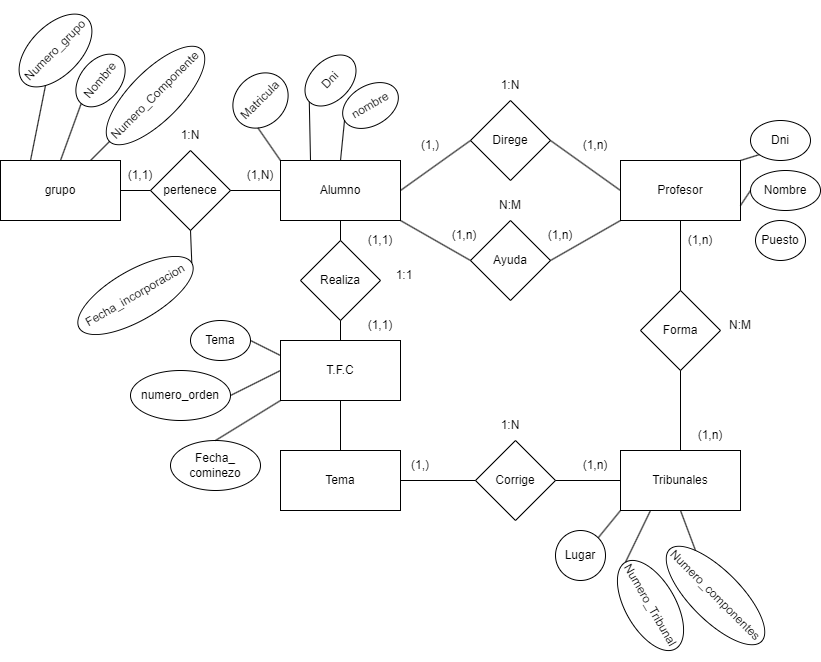 Numero_grupo
Nombre
Numero_Componente
Matricula
Dni
nombre
1:N
1:N
grupo
(1,1)
pertenece
(1,N)
Alumno
(1,)
Direge
(1,n)
Profesor
Dni
Nombre
Puesto
N:M
(1,n)
Ayuda
(1,n)
Fecha_incorporacion
(1,1)
Realiza
1:1
(1,1)
(1,n)
Forma
N:M
(1,n)
Tema
T.F.C
numero_orden
Fecha_
cominezo
Tema
(1,)
1:N
Corrige
(1,n)
Tribunales
Lugar
Numero_Tribunal
Numero_componentes